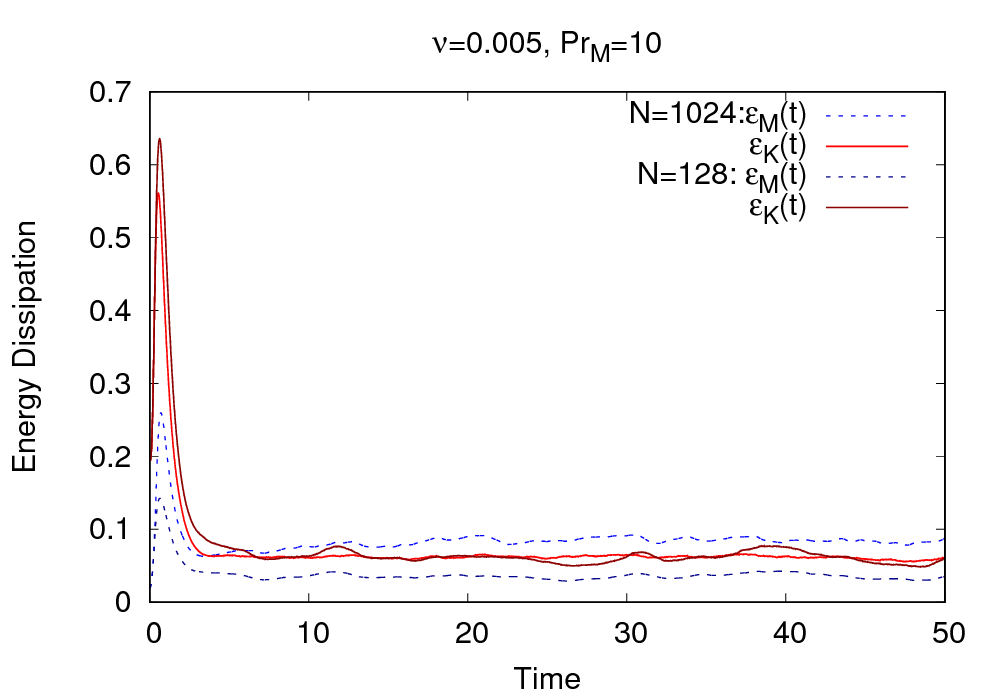 ν=0.005, Pr_M=10
N=1024:ε_M(t)
ε_K(t)
N=128: ε_M(t)
ε_K(t)
0.7
0.6
0.5
0.4
0.3
0.2
0.1
0
Energy Dissipation
0 10 20 30 40 50
Time